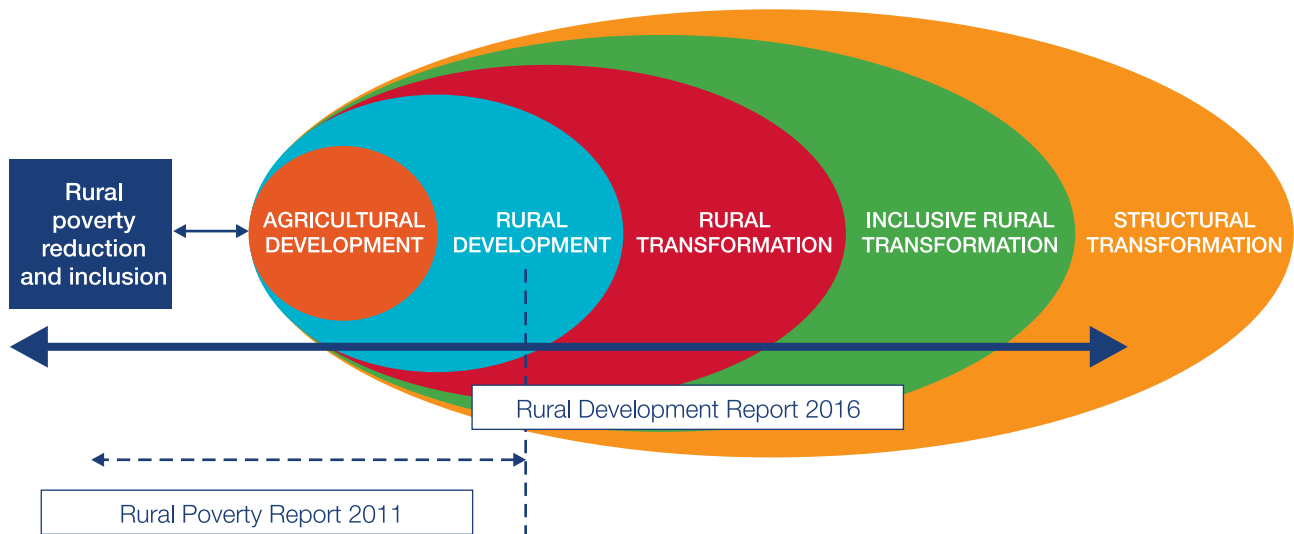 Rural
poverty
reduction
and inclusion
AGRICULTURAL
DEVELOPMENT
RURAL
DEVELOPMENT
RURAL
TRANSFORMATION
INCLUSIVE RURAL
TRANSFORMATION
STRUCTURAL
TRANSFORMATION
Rural Development Report 2016
Rural Poverty Report 2011